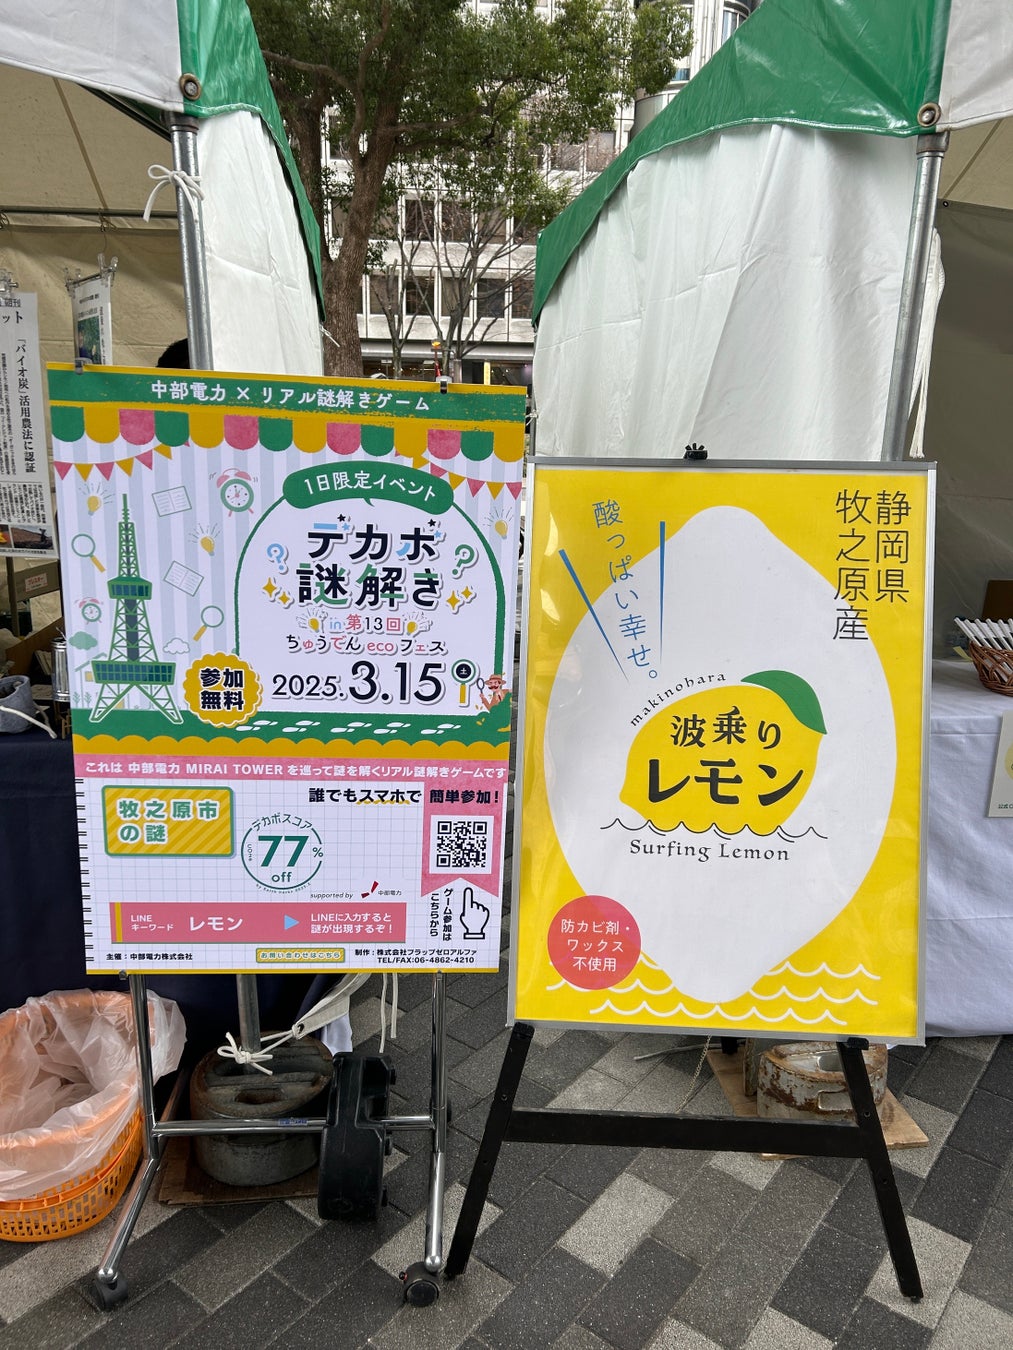 中部電力 × リアル謎解きゲーム
1日限定イベント
デカボ
謎解き
in 第13回
ちゅうでん eco フェス
2025. 3.15
参加
無料
これは 中部電力 MIRAI TOWER を巡って謎を解くリアル謎解きゲームです
誰でもスマホで 簡単参加!
牧之原市
の謎
デカボスコア
77%
off
supported by 中部電力
ゲーム参加は
こちらから
LINE
キーワード
レモン
LINEに入力すると
謎が出現するぞ!
主催:中部電力株式会社
お問い合わせはこちら
制作:株式会社フラップゼロアルファ
TEL/FAX:06-4862-4210
静岡県
牧之原産
酸っぱい幸せ。
makinohara
波乗り
レモン
Surfing Lemon
防カビ剤・
ワックス
不使用
「バイオ炭」活用農法に認証